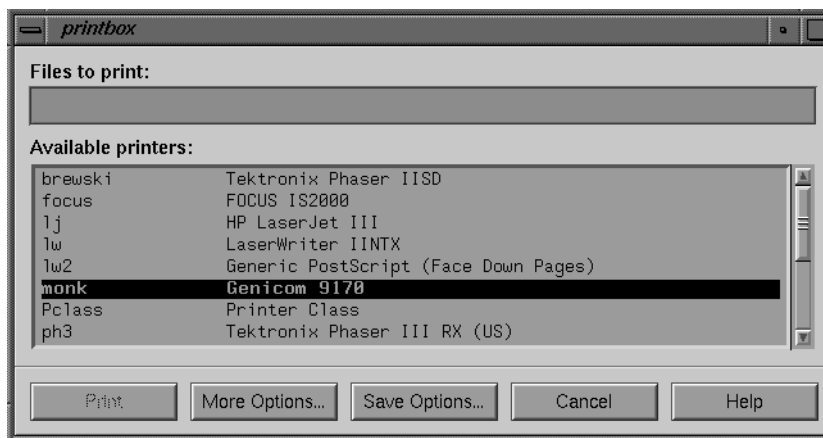 printbox
Files to print:
Available printers:
brewski Tektronix Phaser IISD
focus FOCUS IS2000
lj HP LaserJet III
lw LaserWriter IINTX
lw2 Generic PostScript (Face Down Pages)
monk Genicom 9170
Pclass Printer Class
ph3 Tektronix Phaser III RX (US)
Print More Options... Save Options... Cancel Help